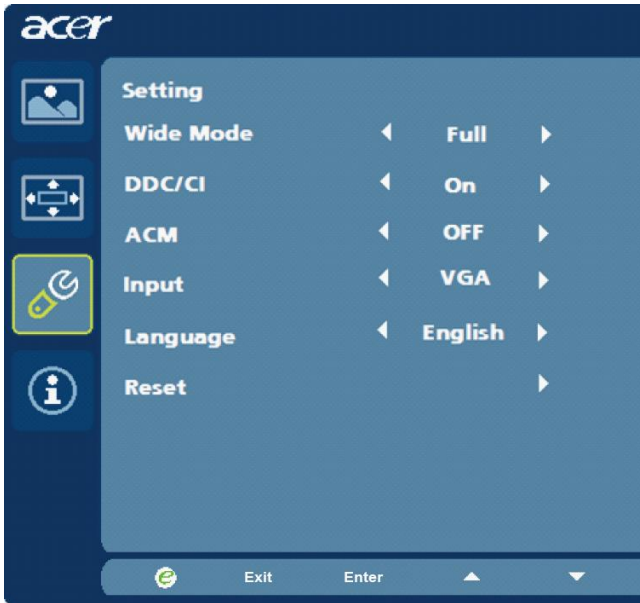 acer
Setting
Wide Mode Full
DDC/CI On
ACM OFF
Input VGA
Language English
Reset
e Exit Enter